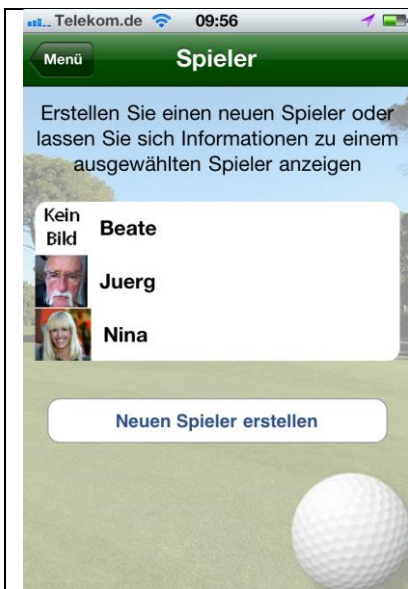 Telekom.de 09:56
Menü Spieler
Erstellen Sie einen neuen Spieler oder
lassen Sie sich Informationen zu einem
ausgewählten Spieler anzeigen
Kein
Bild Beate
Juerg
Nina
Neuen Spieler erstellen